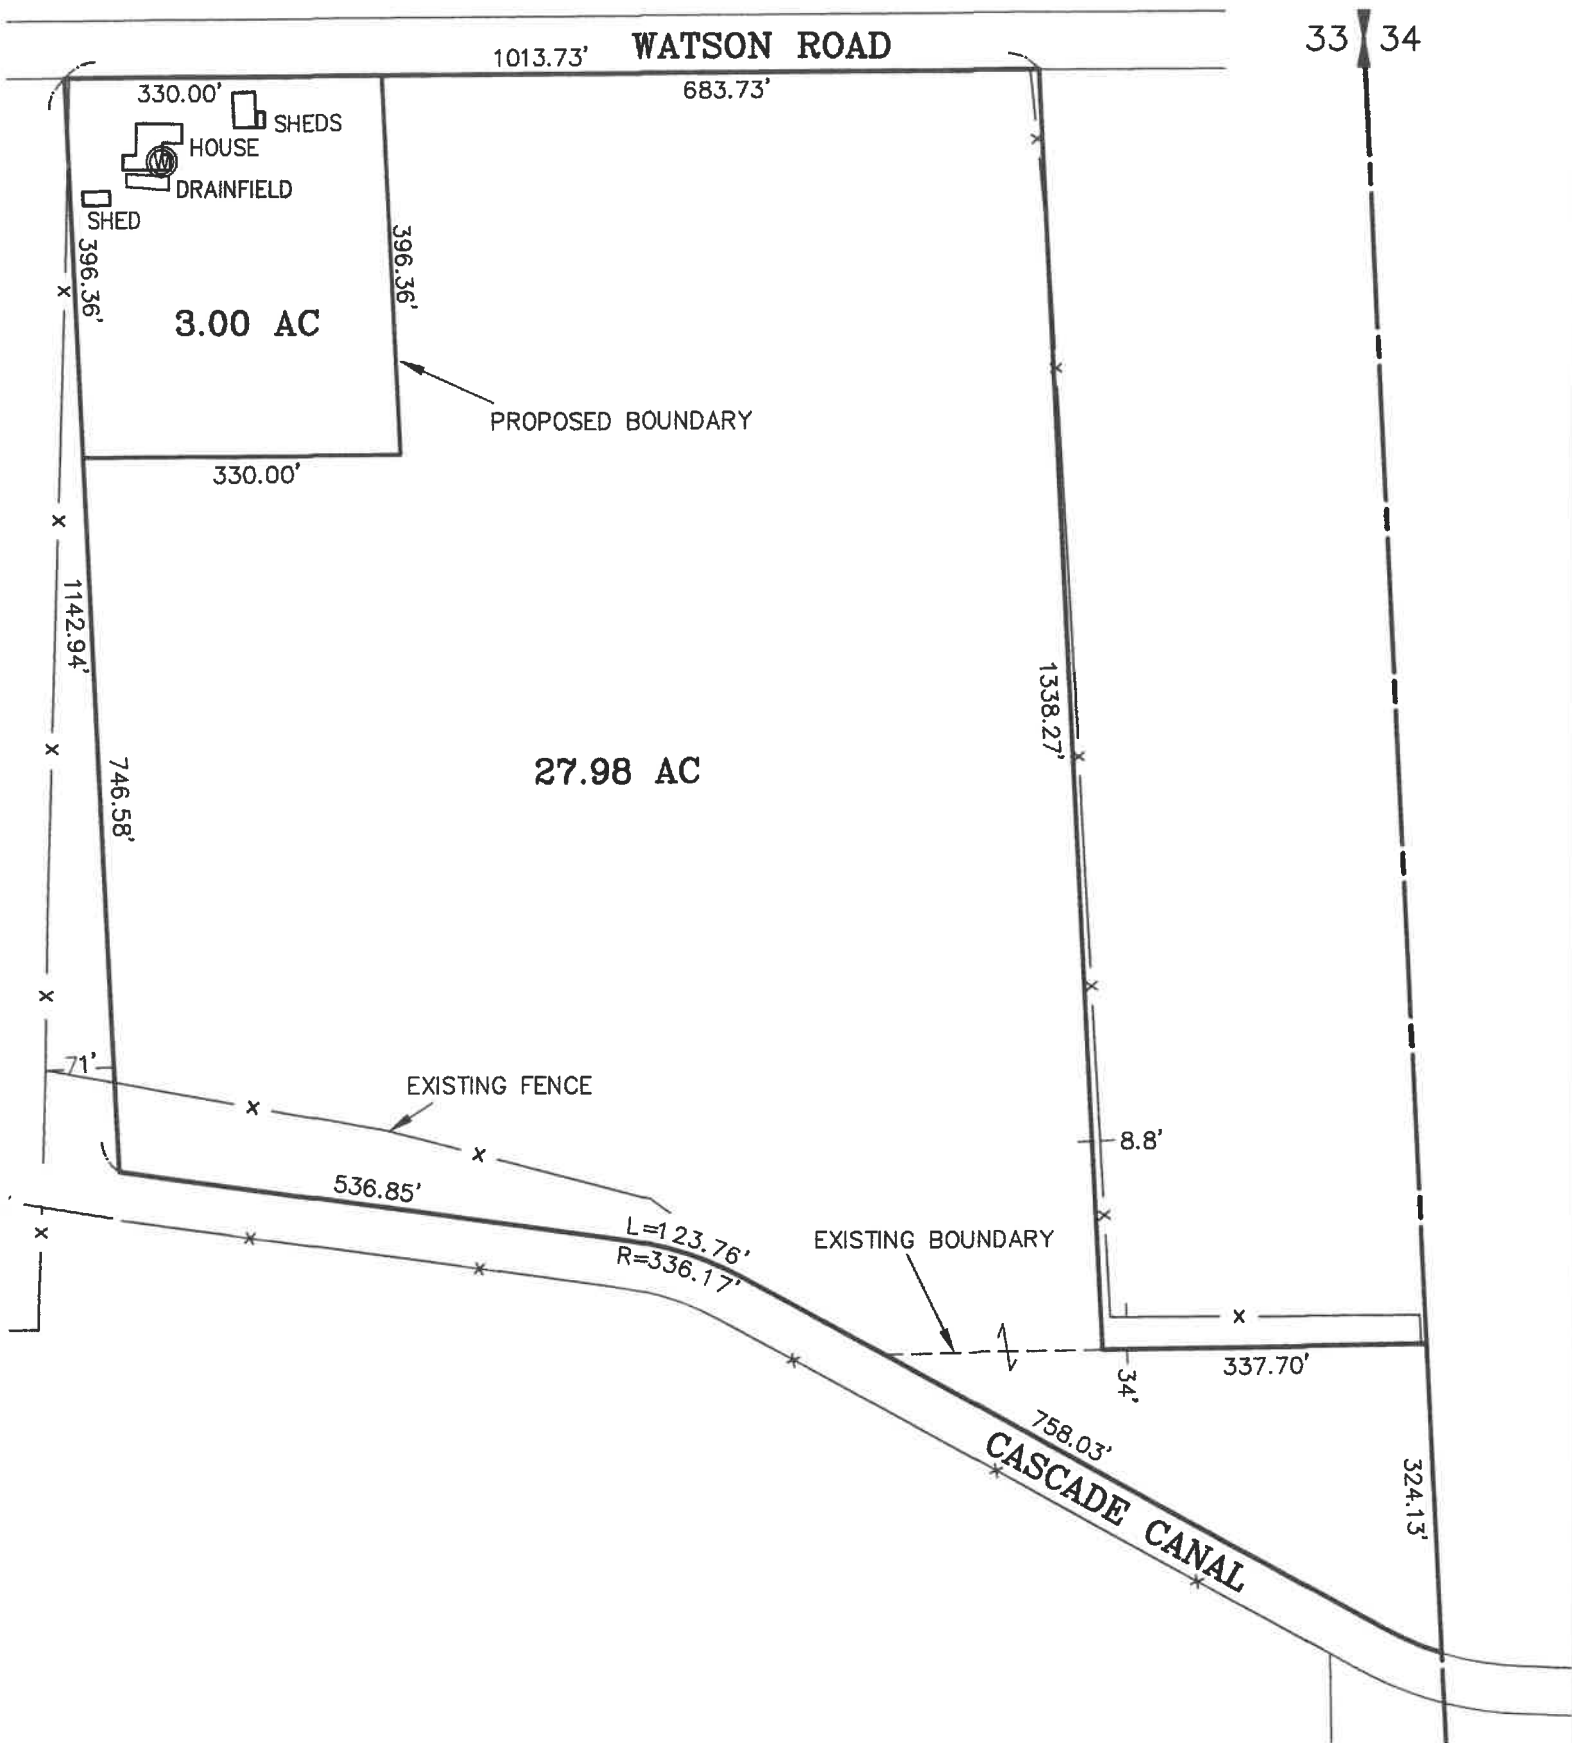 33 34
WATSON ROAD
1013.73'
330.00'
683.73'
SHEDS
HOUSE
W
DRAINFIELD
SHED
396.36'
396.36'
3.00 AC
PROPOSED BOUNDARY
330.00'
1142.94'
1338.27'
746.58'
27.98 AC
71'
EXISTING FENCE
8.8'
536.85'
L=123.76'
R=336.17'
EXISTING BOUNDARY
337.70'
34'
758.03'
CASCADE CANAL
324.13'